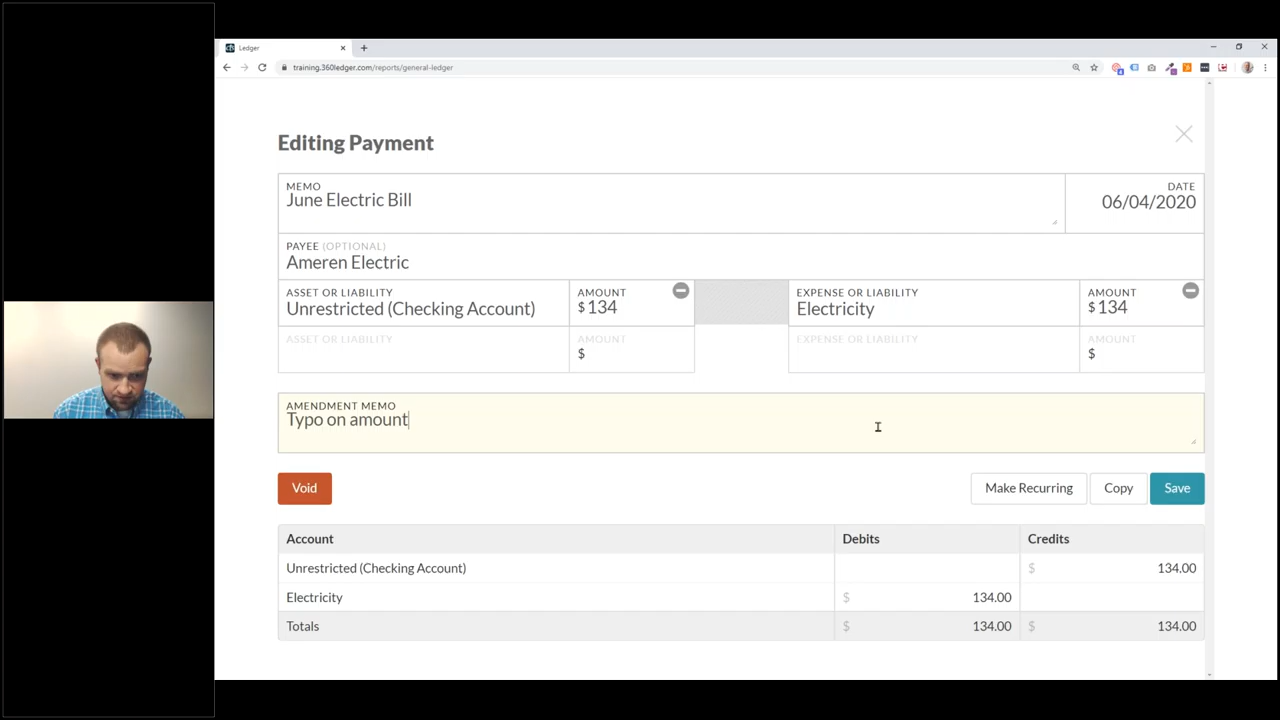 Ledger
training.360ledger.com/reports/general-ledger
Editing Payment
MEMO
June Electric Bill
DATE
06/04/2020
PAYEE (OPTIONAL)
Ameren Electric
ASSET OR LIABILITY AMOUNT EXPENSE OR LIABILITY AMOUNT
Unrestricted (Checking Account) $ 134 Electricity $ 134
ASSET OR LIABILITY AMOUNT EXPENSE OR LIABILITY AMOUNT
$ $
AMENDMENT MEMO
Typo on amount
Void Make Recurring Copy Save
Account Debits Credits
Unrestricted (Checking Account) $ 134.00
Electricity $ 134.00
Totals $ 134.00 $ 134.00